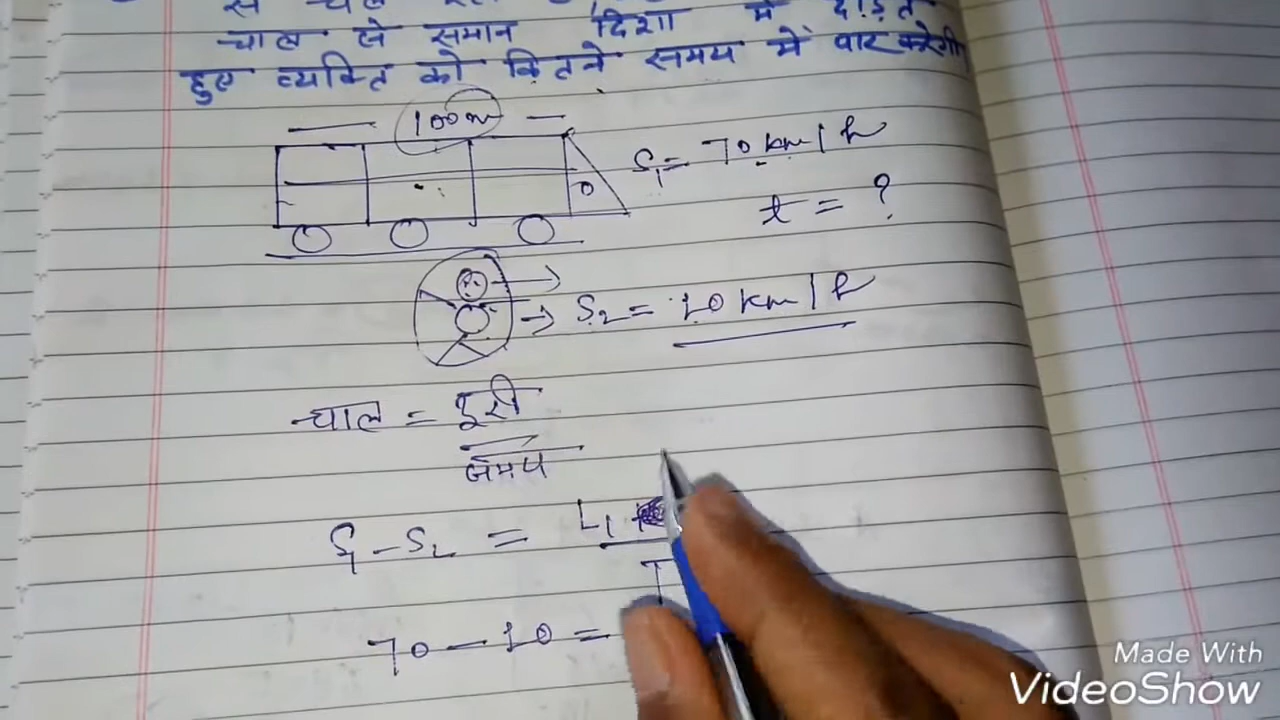 से चल
चाल से समान दिशा में दौड़ते
हुए व्यक्ति को कितने समय में पार करेगी
100m
S₁ = 70 km/h
t = ?
S₂ = 10 km/h
चाल = दूरी
समय
S₁ - S₂ = L₁
T
70 - 10 =
Made With
VideoShow